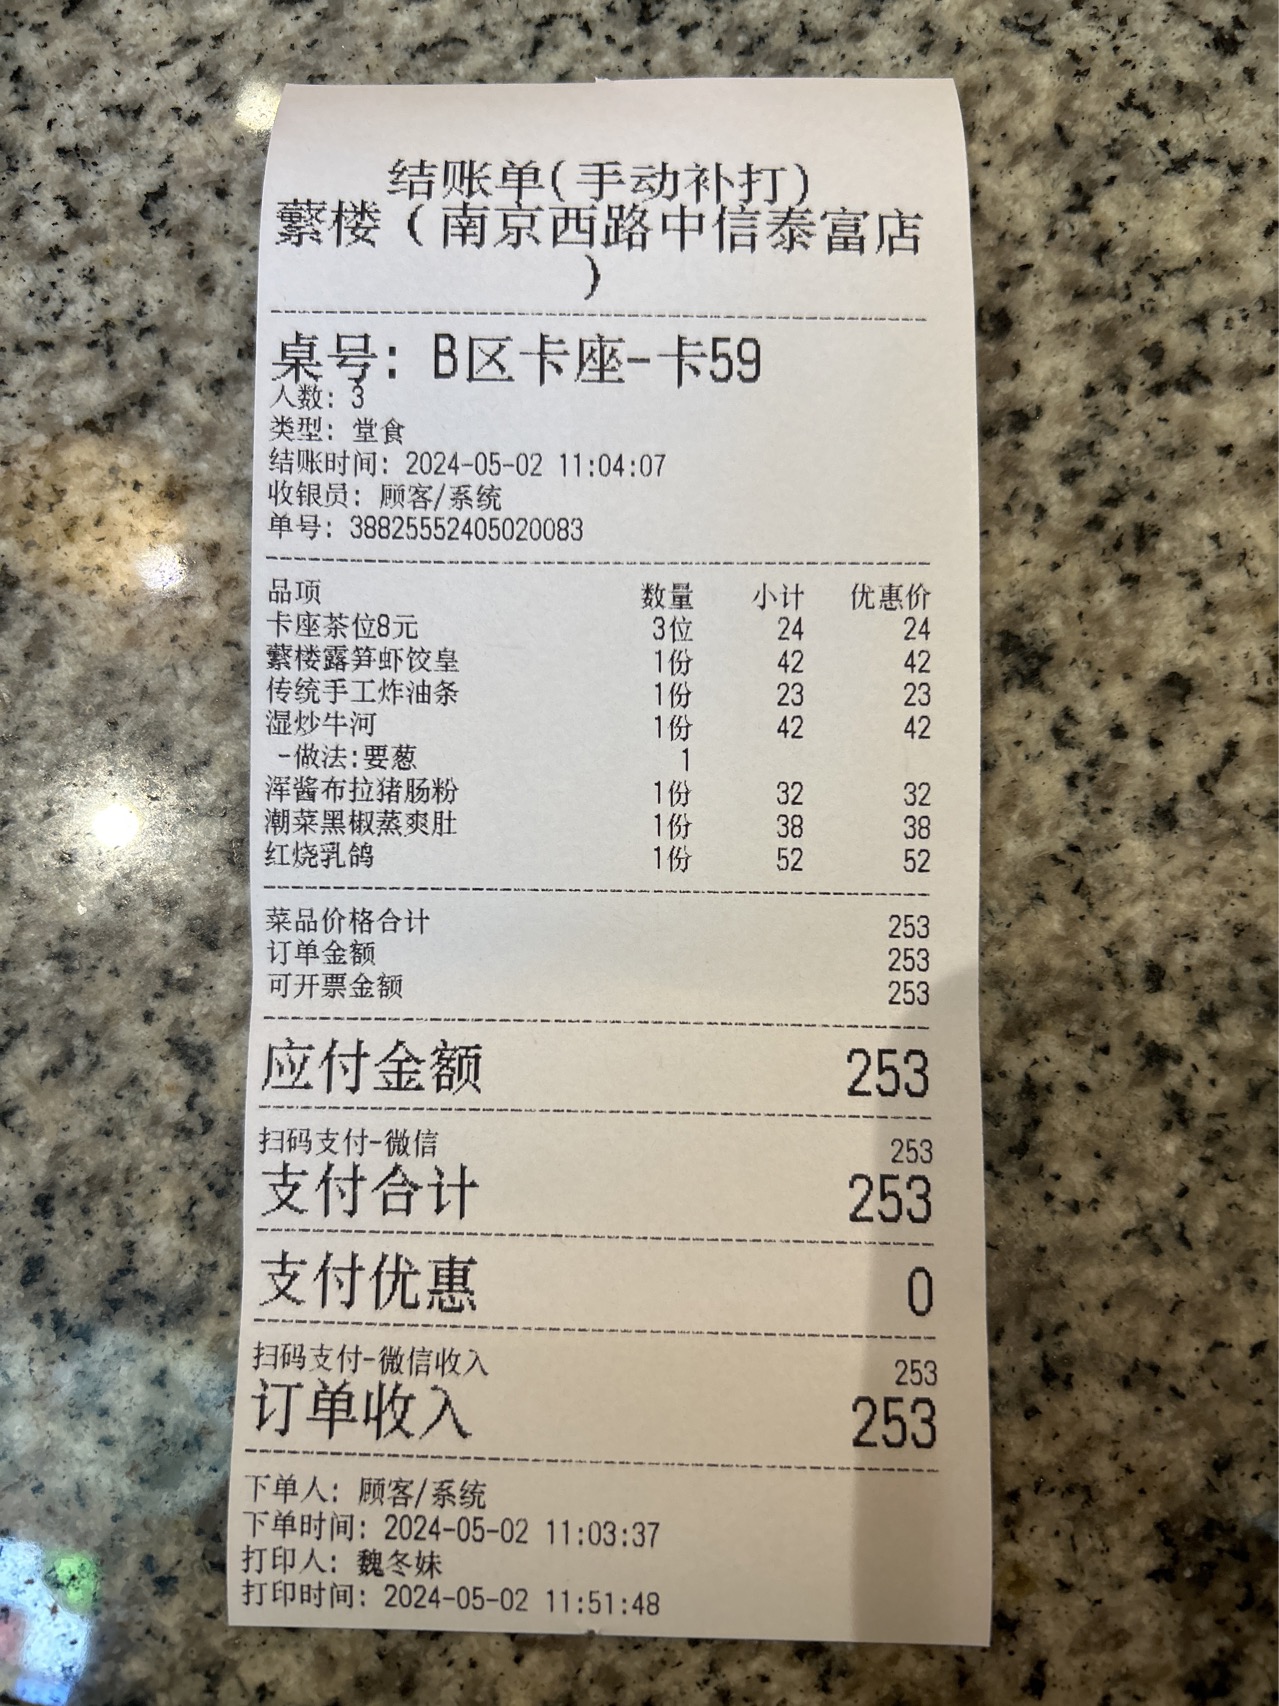 结账单(手动补打)
蘩楼（南京西路中信泰富店
）
桌号: B区卡座-卡59
人数: 3
类型: 堂食
结账时间: 2024-05-02 11:04:07
收银员: 顾客/系统
单号: 38825552405020083
品项 数量 小计 优惠价
卡座茶位8元 3位 24 24
蘩楼露笋虾饺皇 1份 42 42
传统手工炸油条 1份 23 23
湿炒牛河 1份 42 42
-做法:要葱 1
浑酱布拉猪肠粉 1份 32 32
潮菜黑椒蒸爽肚 1份 38 38
红烧乳鸽 1份 52 52
菜品价格合计 253
订单金额 253
可开票金额 253
应付金额 253
扫码支付-微信 253
支付合计 253
支付优惠 0
扫码支付-微信收入 253
订单收入 253
下单人: 顾客/系统
下单时间: 2024-05-02 11:03:37
打印人: 魏冬妹
打印时间: 2024-05-02 11:51:48